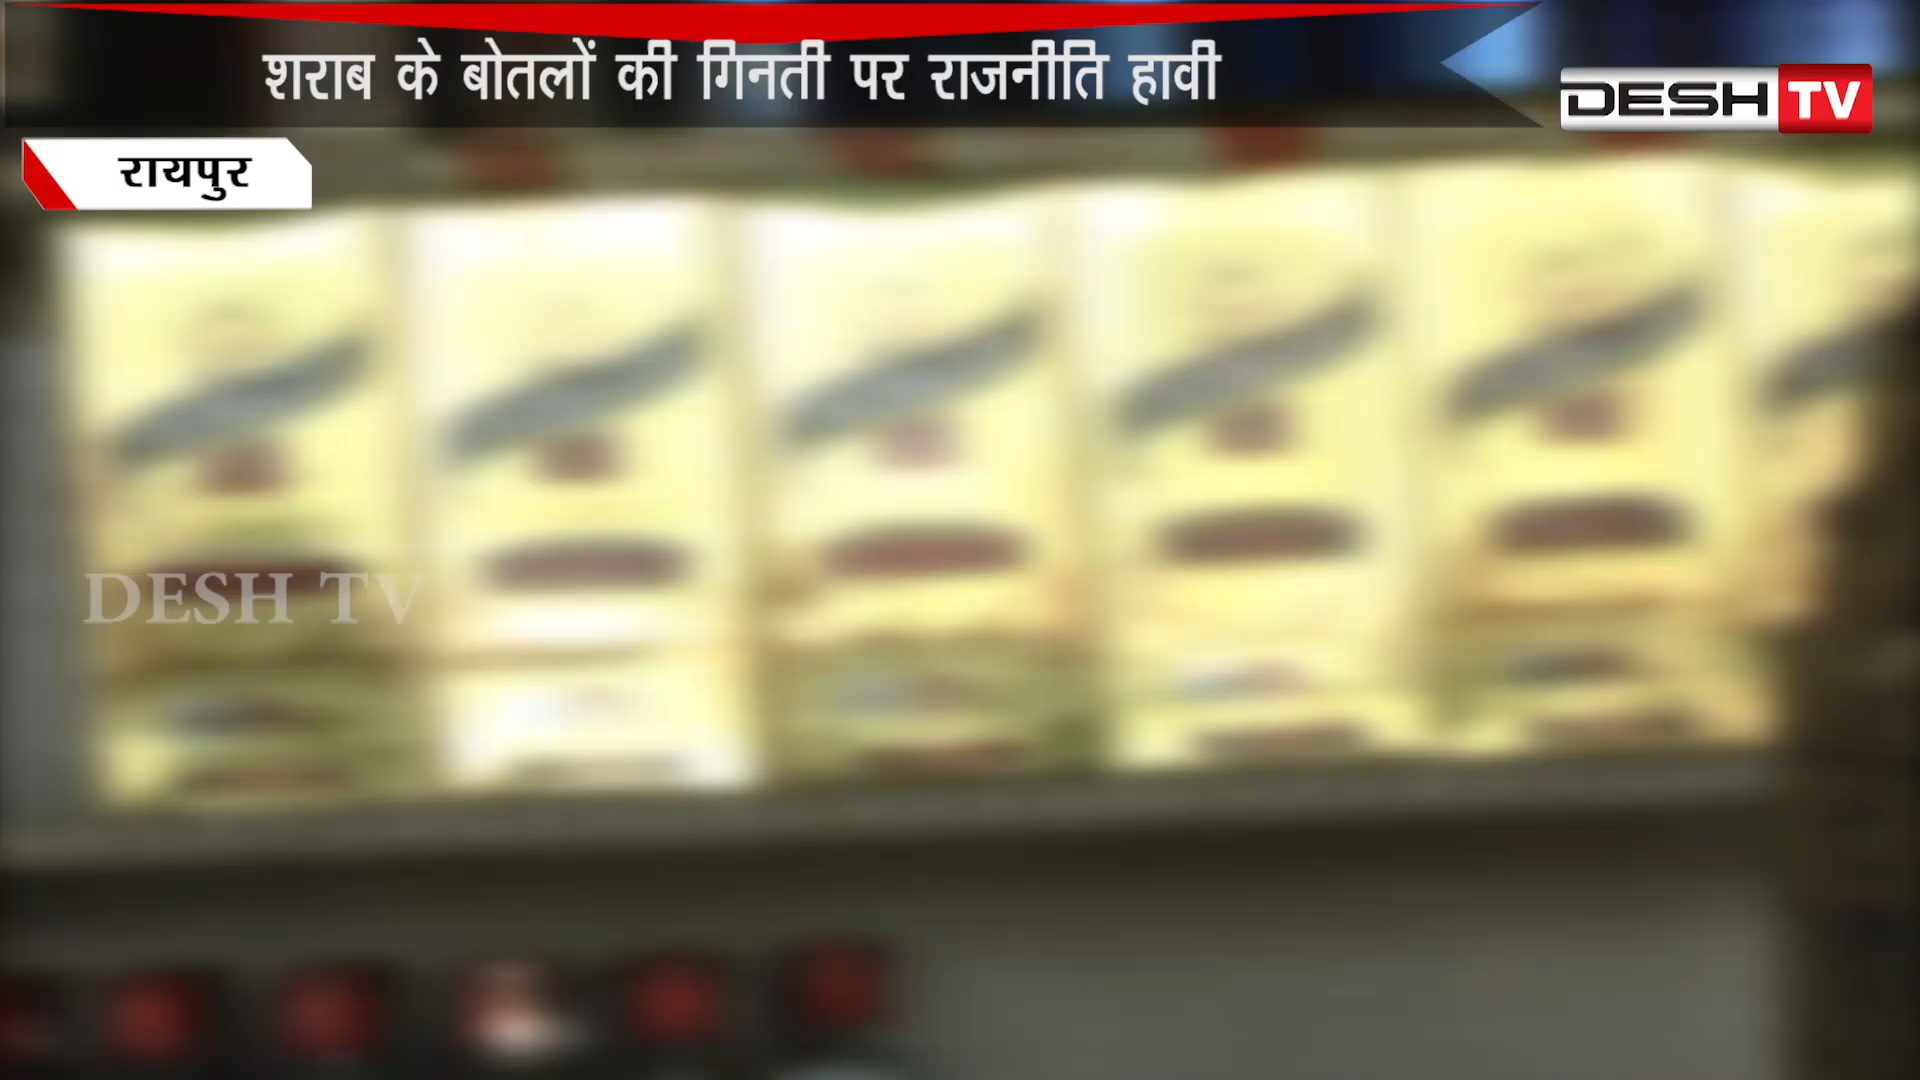 शराब के बोतलों की गिनती पर राजनीति हावी
DESH TV
रायपुर
DESH TV